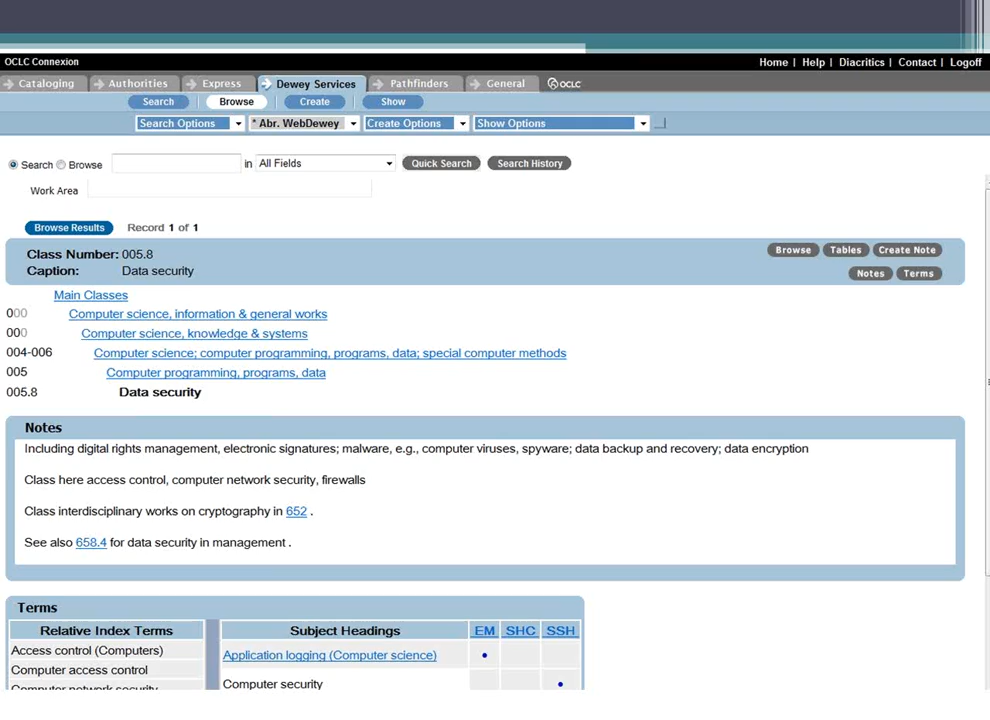 OCLC Connexion
Home | Help | Diacritics | Contact | Logoff
Cataloging Authorities Express Dewey Services Pathfinders General OCLC
Search Browse Create Show
Search Options * Abr. WebDewey Create Options Show Options
Search Browse in All Fields Quick Search Search History
Work Area
Browse Results Record 1 of 1
Class Number: 005.8 Browse Tables Create Note
Caption: Data security Notes Terms
Main Classes
000 Computer science, information & general works
000 Computer science, knowledge & systems
004-006 Computer science; computer programming, programs, data; special computer methods
005 Computer programming, programs, data
005.8 Data security
Notes
Including digital rights management, electronic signatures; malware, e.g., computer viruses, spyware; data backup and recovery; data encryption
Class here access control, computer network security, firewalls
Class interdisciplinary works on cryptography in 652 .
See also 658.4 for data security in management .
Terms
Relative Index Terms Subject Headings EM SHC SSH
Access control (Computers) Application logging (Computer science) •
Computer access control
Computer network security Computer security •